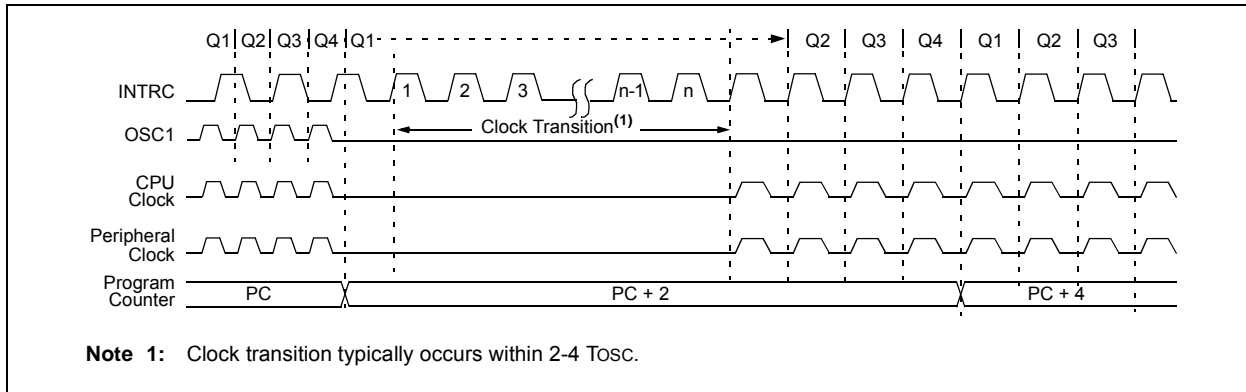 Q1 Q2 Q3 Q4 Q1 Q2 Q3 Q4 Q1 Q2 Q3
INTRC 1 2 3 n-1 n
OSC1 Clock Transition(1)
CPU
Clock
Peripheral
Clock
Program
Counter
PC PC + 2 PC + 4
Note 1: Clock transition typically occurs within 2-4 TOSC.